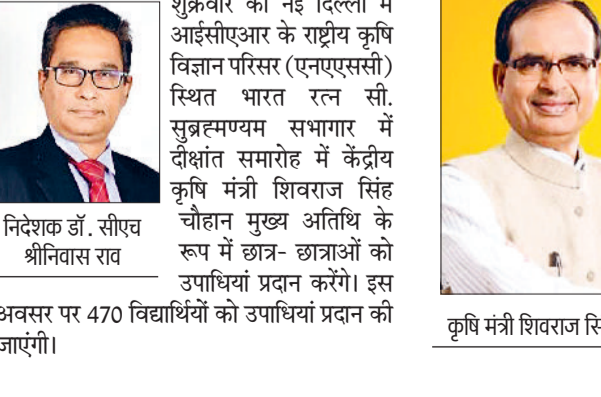 शुक्रवार को नई दिल्ली में
आईसीएआर के राष्ट्रीय कृषि
विज्ञान परिसर (एनएएससी)
स्थित भारत रत्न सी.
सुब्रह्मण्यम सभागार में
दीक्षांत समारोह में केंद्रीय
कृषि मंत्री शिवराज सिंह
चौहान मुख्य अतिथि के
रूप में छात्र- छात्राओं को
उपाधियां प्रदान करेंगे। इस
अवसर पर 470 विद्यार्थियों को उपाधियां प्रदान की
जाएंगी।
निदेशक डॉ. सीएच
श्रीनिवास राव
कृषि मंत्री शिवराज